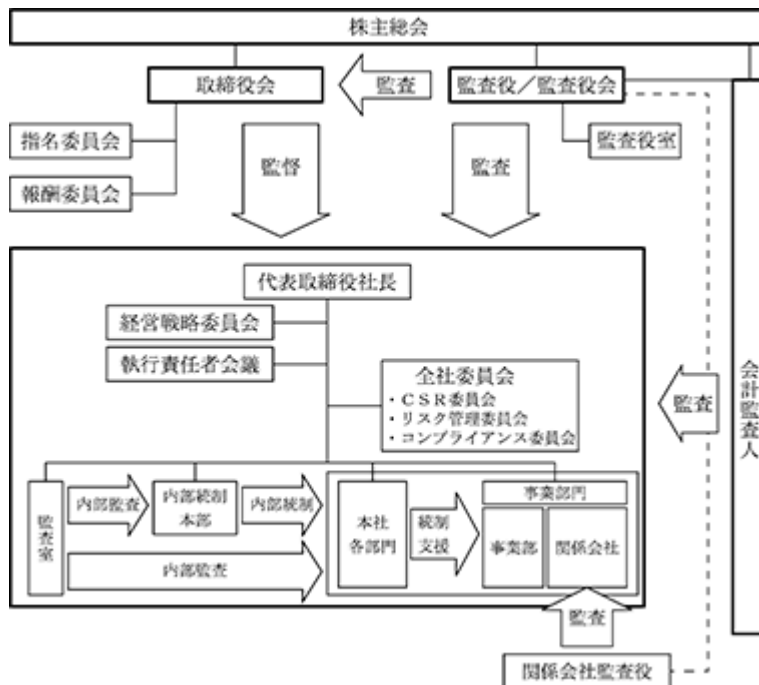 株主総会
取締役会
監査
監査役／監査役会
指名委員会
監査役室
報酬委員会
監督
監査
代表取締役社長
経営戦略委員会
執行責任者会議
全社委員会
・ＣＳＲ委員会
・リスク管理委員会
・コンプライアンス委員会
監査
会計監査人
監査室
内部監査
内部統制
本部
内部統制
内部監査
本社
各部門
統制
支援
事業部門
事業部
関係会社
監査
関係会社監査役